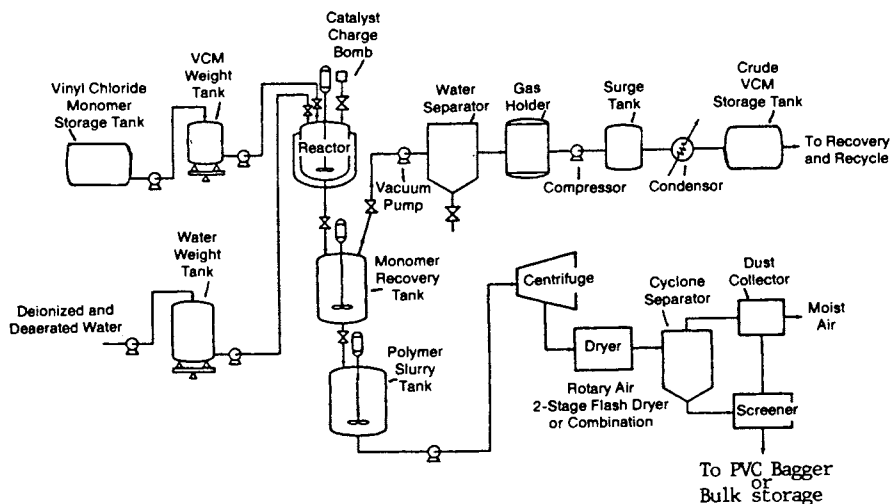 Catalyst
Charge
Bomb
VCM
Weight
Tank
Vinyl Chloride
Monomer
Storage Tank
Reactor
Water
Separator
Gas
Holder
Surge
Tank
Crude
VCM
Storage Tank
To Recovery
and Recycle
Vacuum
Pump
Compressor
Condensor
Water
Weight
Tank
Monomer
Recovery
Tank
Deionized and
Deaerated Water
Polymer
Slurry
Tank
Centrifuge
Cyclone
Separator
Dust
Collector
Moist
Air
Dryer
Rotary Air
2-Stage Flash Dryer
or Combination
Screener
To PVC Bagger
or
Bulk storage